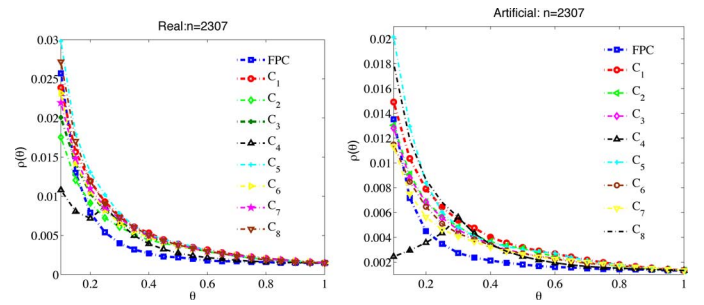 Real:n=2307
0.03
0.025
0.02
0.015
0.01
0.005
0
ρ(θ)
0.2 0.4 0.6 0.8 1
θ
FPC
C1
C2
C3
C4
C5
C6
C7
C8
Artificial: n=2307
0.02
0.018
0.016
0.014
0.012
0.01
0.008
0.006
0.004
0.002
ρ(θ)
0.2 0.4 0.6 0.8 1
θ
FPC
C1
C2
C3
C4
C5
C6
C7
C8